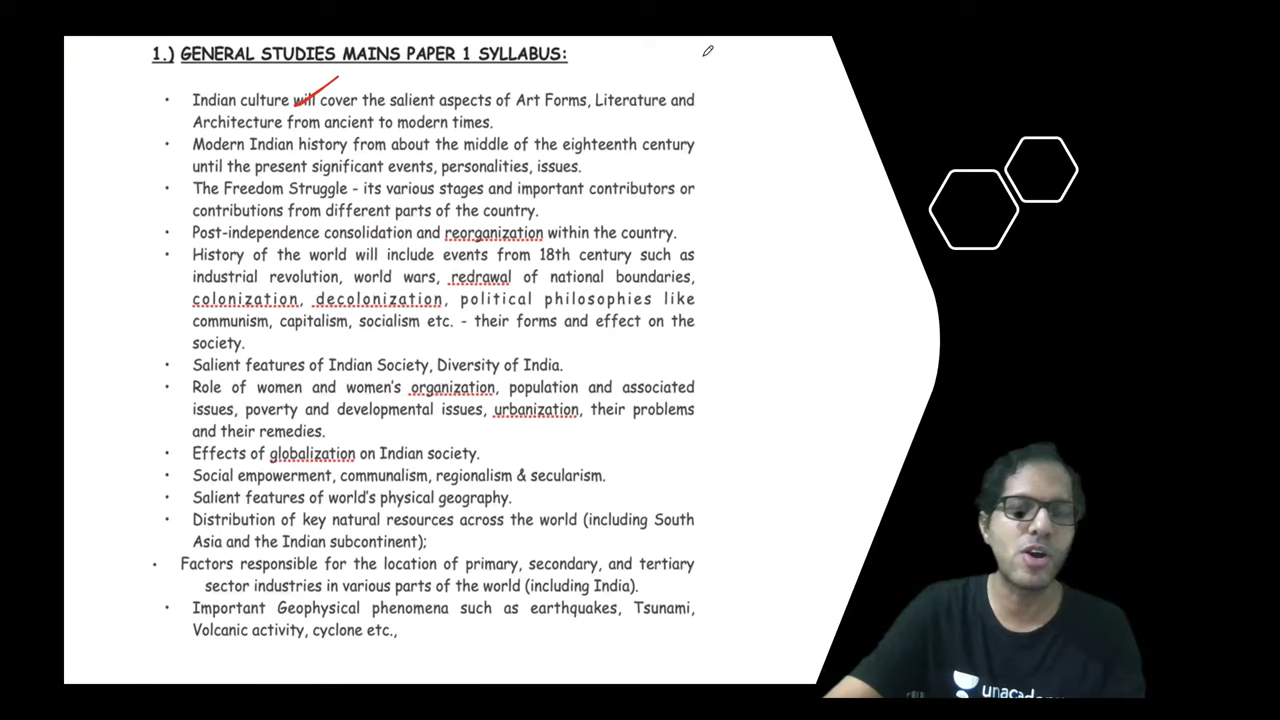 1.) GENERAL STUDIES MAINS PAPER 1 SYLLABUS:
• Indian culture will cover the salient aspects of Art Forms, Literature and
Architecture from ancient to modern times.
• Modern Indian history from about the middle of the eighteenth century
until the present significant events, personalities, issues.
• The Freedom Struggle - its various stages and important contributors or
contributions from different parts of the country.
• Post-independence consolidation and reorganization within the country.
• History of the world will include events from 18th century such as
industrial revolution, world wars, redrawal of national boundaries,
colonization, decolonization, political philosophies like
communism, capitalism, socialism etc. - their forms and effect on the
society.
• Salient features of Indian Society, Diversity of India.
• Role of women and women's organization, population and associated
issues, poverty and developmental issues, urbanization, their problems
and their remedies.
• Effects of globalization on Indian society.
• Social empowerment, communalism, regionalism & secularism.
• Salient features of world's physical geography.
• Distribution of key natural resources across the world (including South
Asia and the Indian subcontinent);
• Factors responsible for the location of primary, secondary, and tertiary
sector industries in various parts of the world (including India).
• Important Geophysical phenomena such as earthquakes, Tsunami,
Volcanic activity, cyclone etc.,